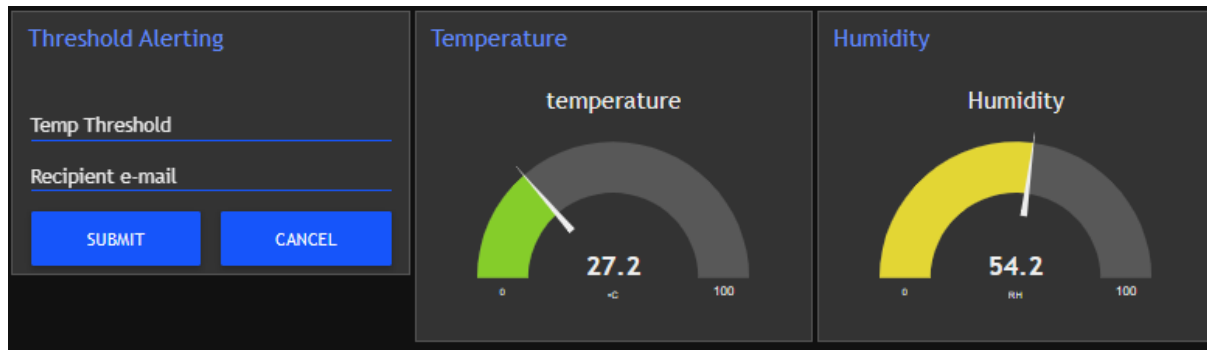 Threshold Alerting
Temp Threshold
Recipient e-mail
SUBMIT
CANCEL
Temperature
temperature
27.2
°C
0
100
Humidity
Humidity
54.2
RH
0
100